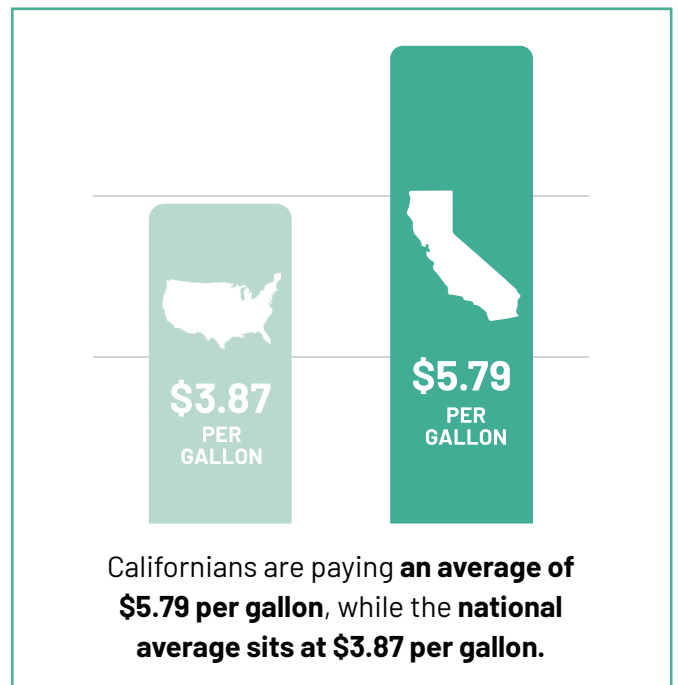 $3.87
PER
GALLON
$5.79
PER
GALLON
Californians are paying an average of
$5.79 per gallon, while the national
average sits at $3.87 per gallon.